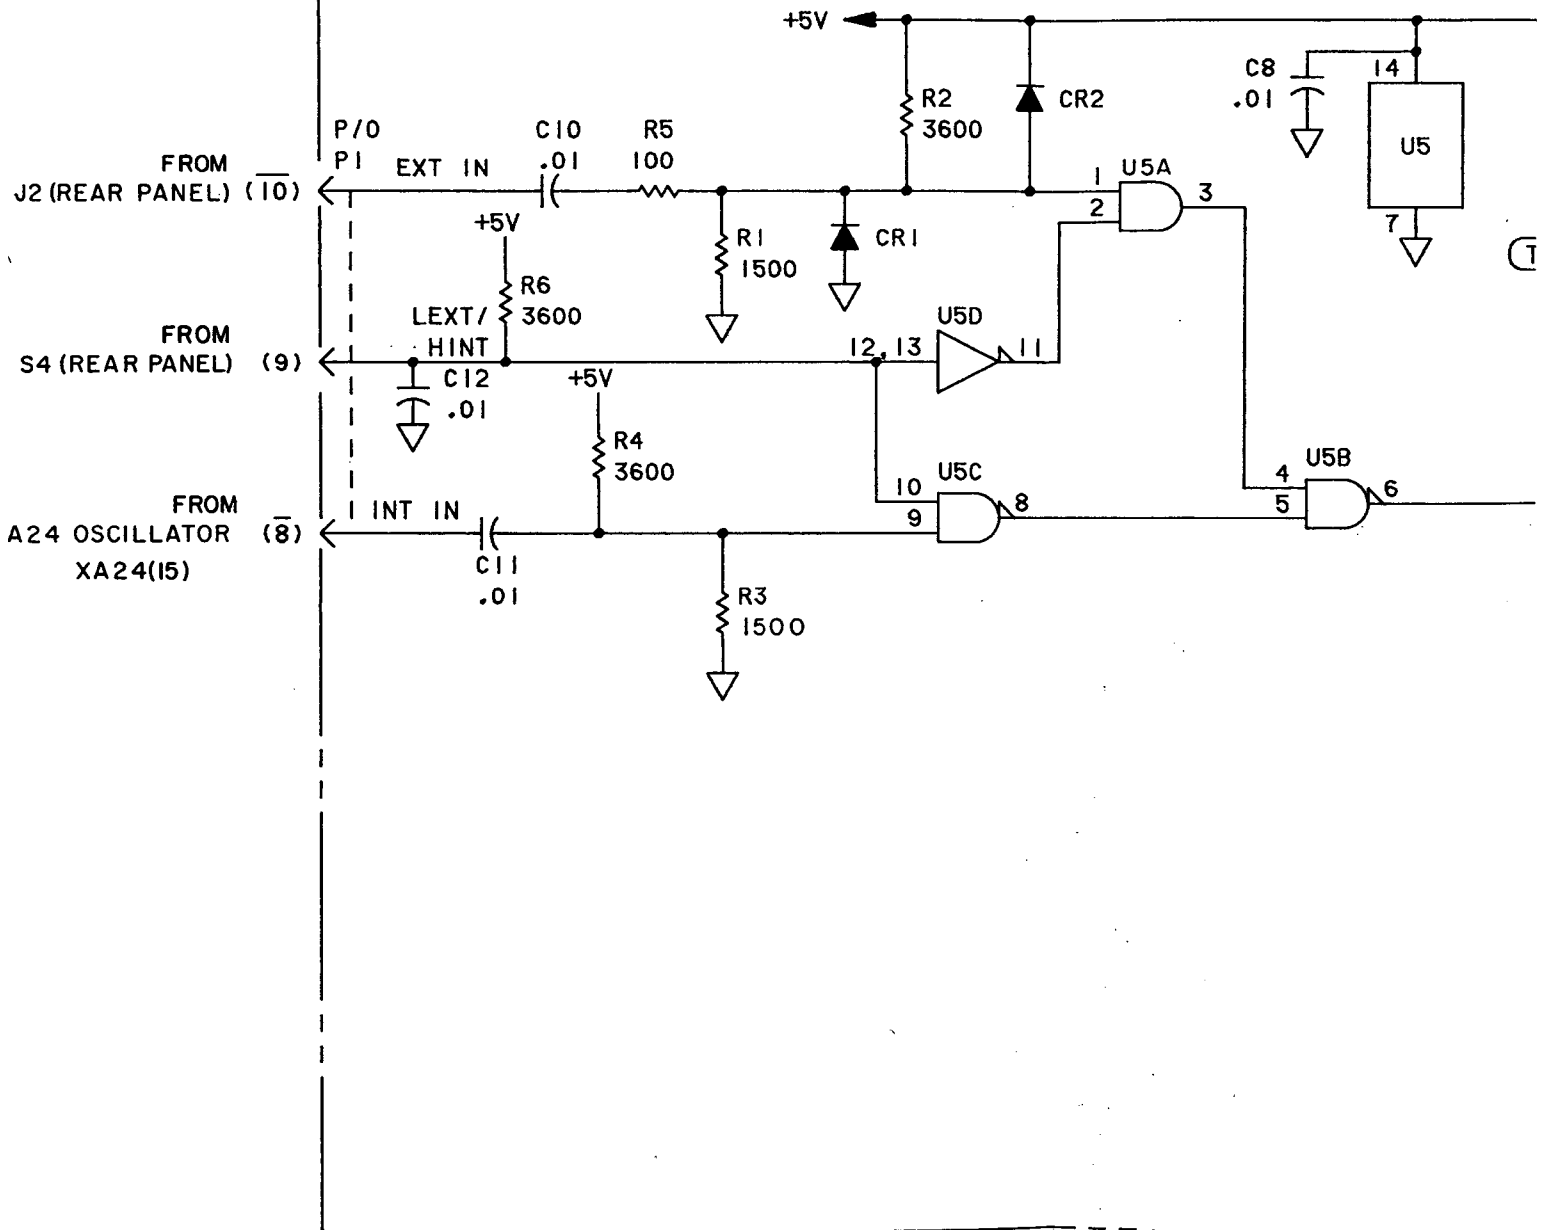 +5V
C8
.01
14
U5
7
R2
3600
CR2
P/O
P1
C10
.01
R5
100
FROM
J2 (REAR PANEL) (10)
EXT IN
U5A
1
2
3
+5V
R1
1500
CR1
R6
3600
LEXT/
HINT
FROM
S4 (REAR PANEL) (9)
12,13
U5D
11
C12
.01
+5V
R4
3600
U5C
10
9
8
U5B
4
5
6
FROM
A24 OSCILLATOR (8)
XA24(15)
INT IN
C11
.01
R3
1500